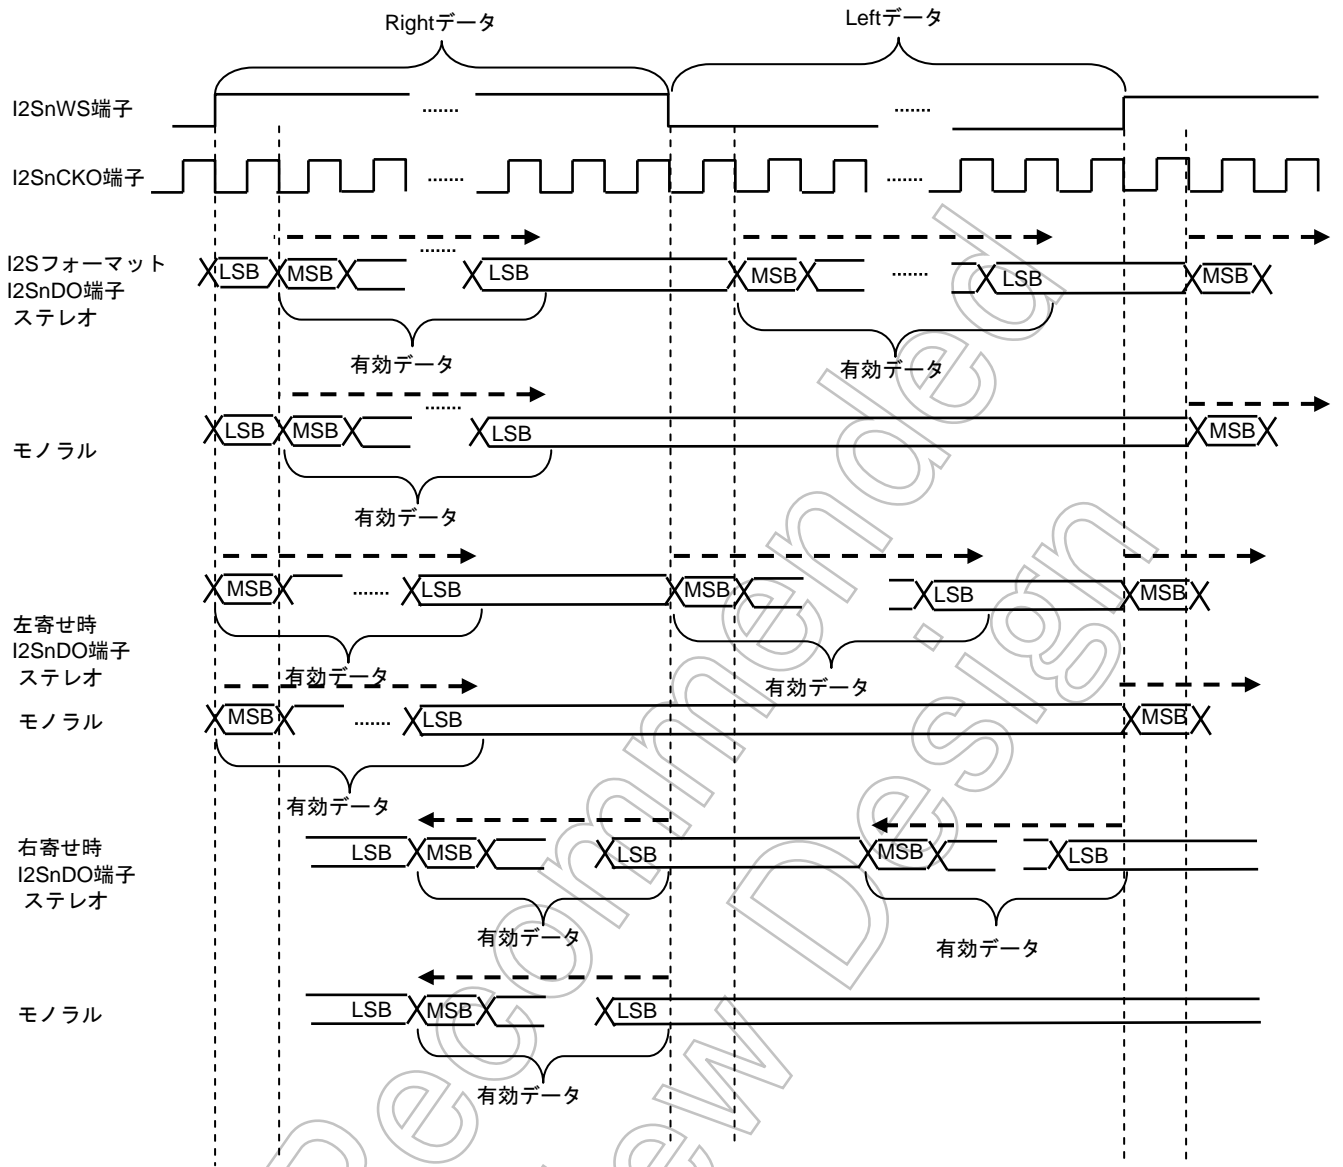 Rightデータ
Leftデータ
I2SnWS端子
.......
.......
I2SnCKO端子
.......
.......
I2Sフォーマット
I2SnDO端子
ステレオ
LSB MSB ....... LSB MSB ....... LSB MSB
有効データ
有効データ
モノラル
LSB MSB ....... LSB MSB
有効データ
左寄せ時
I2SnDO端子
ステレオ
MSB ....... LSB MSB LSB MSB
有効データ
有効データ
モノラル
MSB ....... LSB MSB
有効データ
右寄せ時
I2SnDO端子
ステレオ
LSB MSB LSB MSB LSB
有効データ
有効データ
モノラル
LSB MSB LSB
有効データ
Recommended
New Design